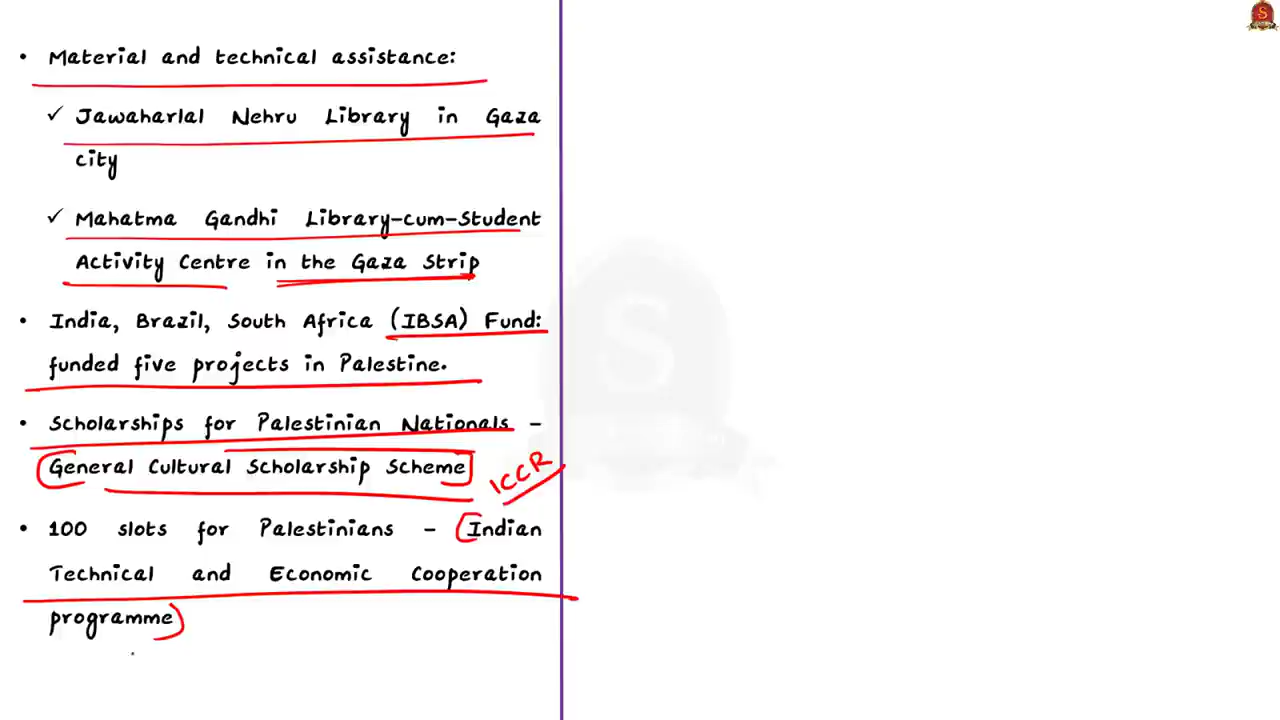 • Material and technical assistance:
✓ Jawaharlal Nehru Library in Gaza
city
✓ Mahatma Gandhi Library-cum-Student
Activity Centre in the Gaza Strip
• India, Brazil, South Africa (IBSA) Fund:
funded five projects in Palestine.
• Scholarships for Palestinian Nationals -
General Cultural Scholarship Scheme
ICCR
• 100 slots for Palestinians - Indian
Technical and Economic Cooperation
programme
S
S